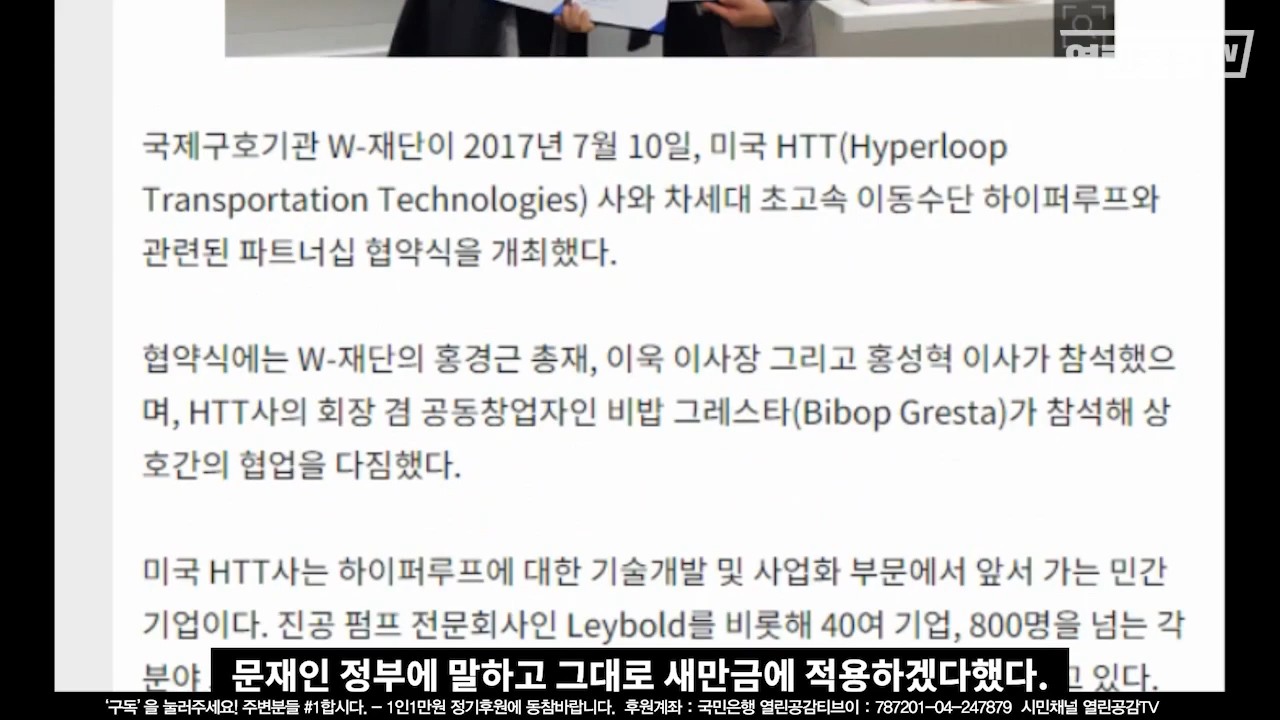 국제구호기관 W-재단이 2017년 7월 10일, 미국 HTT(Hyperloop
Transportation Technologies) 사와 차세대 초고속 이동수단 하이퍼루프와
관련된 파트너십 협약식을 개최했다.
협약식에는 W-재단의 홍경근 총재, 이욱 이사장 그리고 홍성혁 이사가 참석했으
며, HTT사의 회장 겸 공동창업자인 비밥 그레스타(Bibop Gresta)가 참석해 상
호간의 협업을 다짐했다.
미국 HTT사는 하이퍼루프에 대한 기술개발 및 사업화 부문에서 앞서 가는 민간
기업이다. 진공 펌프 전문회사인 Leybold를 비롯해 40여 기업, 800명을 넘는 각
분야 고 있다.
문재인 정부에 말하고 그대로 새만금에 적용하겠다했다.
'구독' 을 눌러주세요! 주변분들 #1합시다. - 1인1만원 정기후원에 동참바랍니다. 후원계좌 : 국민은행 열린공감티브이 : 787201-04-247879 시민채널 열린공감TV